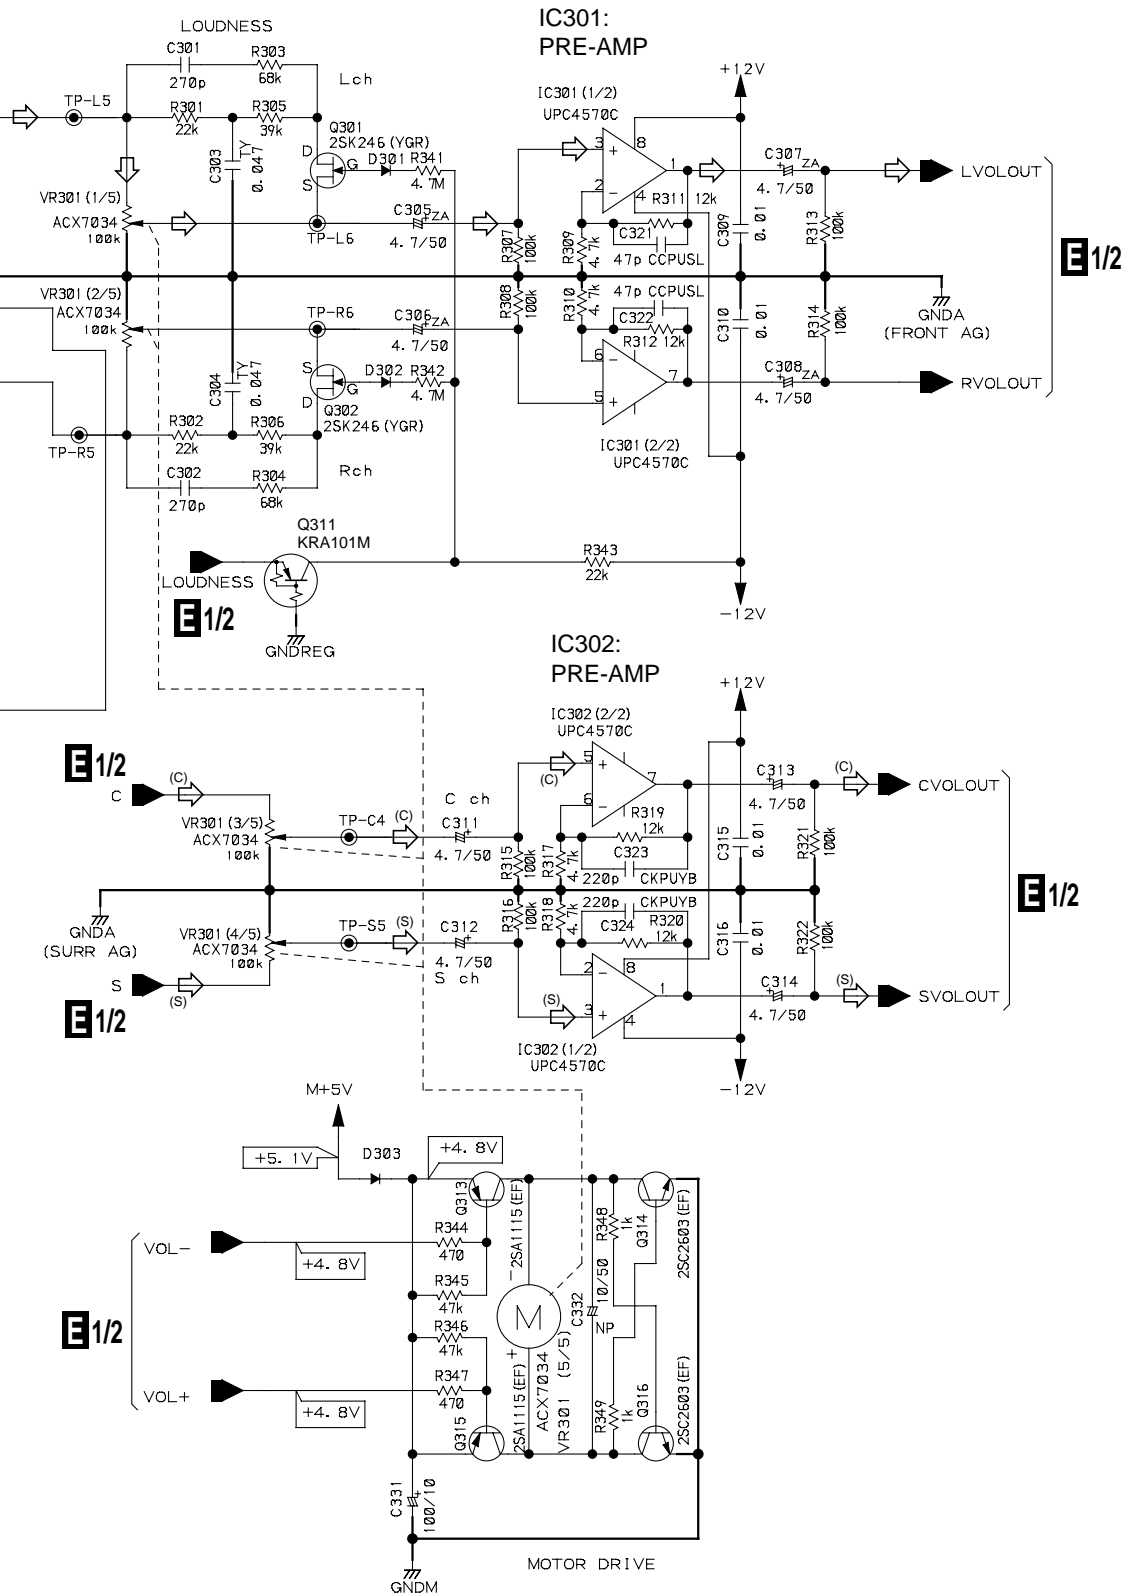 IC301:
PRE-AMP
LOUDNESS
C301
270p
R303
68k
Lch
TP-L5
R301
22k
R305
39k
C303
TY
0.047
Q301
2SK246(YGR)
D
G
S
D301
R341
4.7M
VR301(1/5)
ACX7034
100k
TP-L6
C305
ZA
4.7/50
IC301(1/2)
UPC4570C
3
+
2
-
8
1
4
R311 12k
C321
47p CCPUSL
R307
100k
R309
4.7k
+12V
C307
ZA
4.7/50
C309
0.01
R313
100k
LVOLOUT
E 1/2
VR301(2/5)
ACX7034
100k
TP-R6
C306
ZA
4.7/50
R308
100k
R310
4.7k
47p CCPUSL
C322
R312 12k
C310
0.01
R314
100k
GNDA
(FRONT AG)
C304
TY
0.047
S
G
D
D302
R342
4.7M
Q302
2SK246(YGR)
6
-
5
+
7
IC301(2/2)
UPC4570C
C308
ZA
4.7/50
RVOLOUT
TP-R5
R302
22k
R306
39k
C302
270p
R304
68k
Rch
Q311
KRA101M
LOUDNESS
E 1/2
GNDREG
R343
22k
-12V
IC302:
PRE-AMP
+12V
IC302(2/2)
UPC4570C
E 1/2
C
(C)
VR301(3/5)
ACX7034
100k
TP-C4
(C)
C ch
C311
4.7/50
(C)
5
+
6
-
7
R319
12k
C323
220p CKPUYB
R315
100k
R317
4.7k
C313
4.7/50
C315
0.01
R321
100k
(C)
CVOLOUT
E 1/2
GNDA
(SURR AG)
VR301(4/5)
ACX7034
100k
TP-S5
(S)
C312
4.7/50
S ch
R316
100k
R318
4.7k
220p CKPUYB
C324
R320
12k
C316
0.01
R322
100k
S
(S)
E 1/2
(S)
2
-
3
+
8
1
4
IC302(1/2)
UPC4570C
C314
4.7/50
(S)
SVOLOUT
-12V
M+5V
+5.1V
D303
+4.8V
Q313
2SA1115(EF)
R344
470
R345
47k
R346
47k
R347
470
VOL-
+4.8V
E 1/2
VOL+
+4.8V
-
M
+
ACX7034
VR301 (5/5)
C332
10/50
NP
R348
1k
Q314
2SC2603(EF)
R349
1k
Q316
2SC2603(EF)
Q315
2SA1115(EF)
C331
100/10
GNDM
MOTOR DRIVE